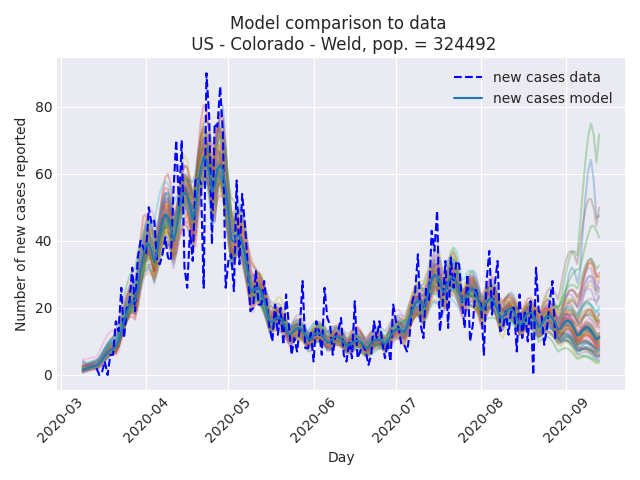 Model comparison to data
US - Colorado - Weld, pop. = 324492
new cases data
new cases model
Number of new cases reported
80
60
40
20
0
2020-03
2020-04
2020-05
2020-06
2020-07
2020-08
2020-09
Day